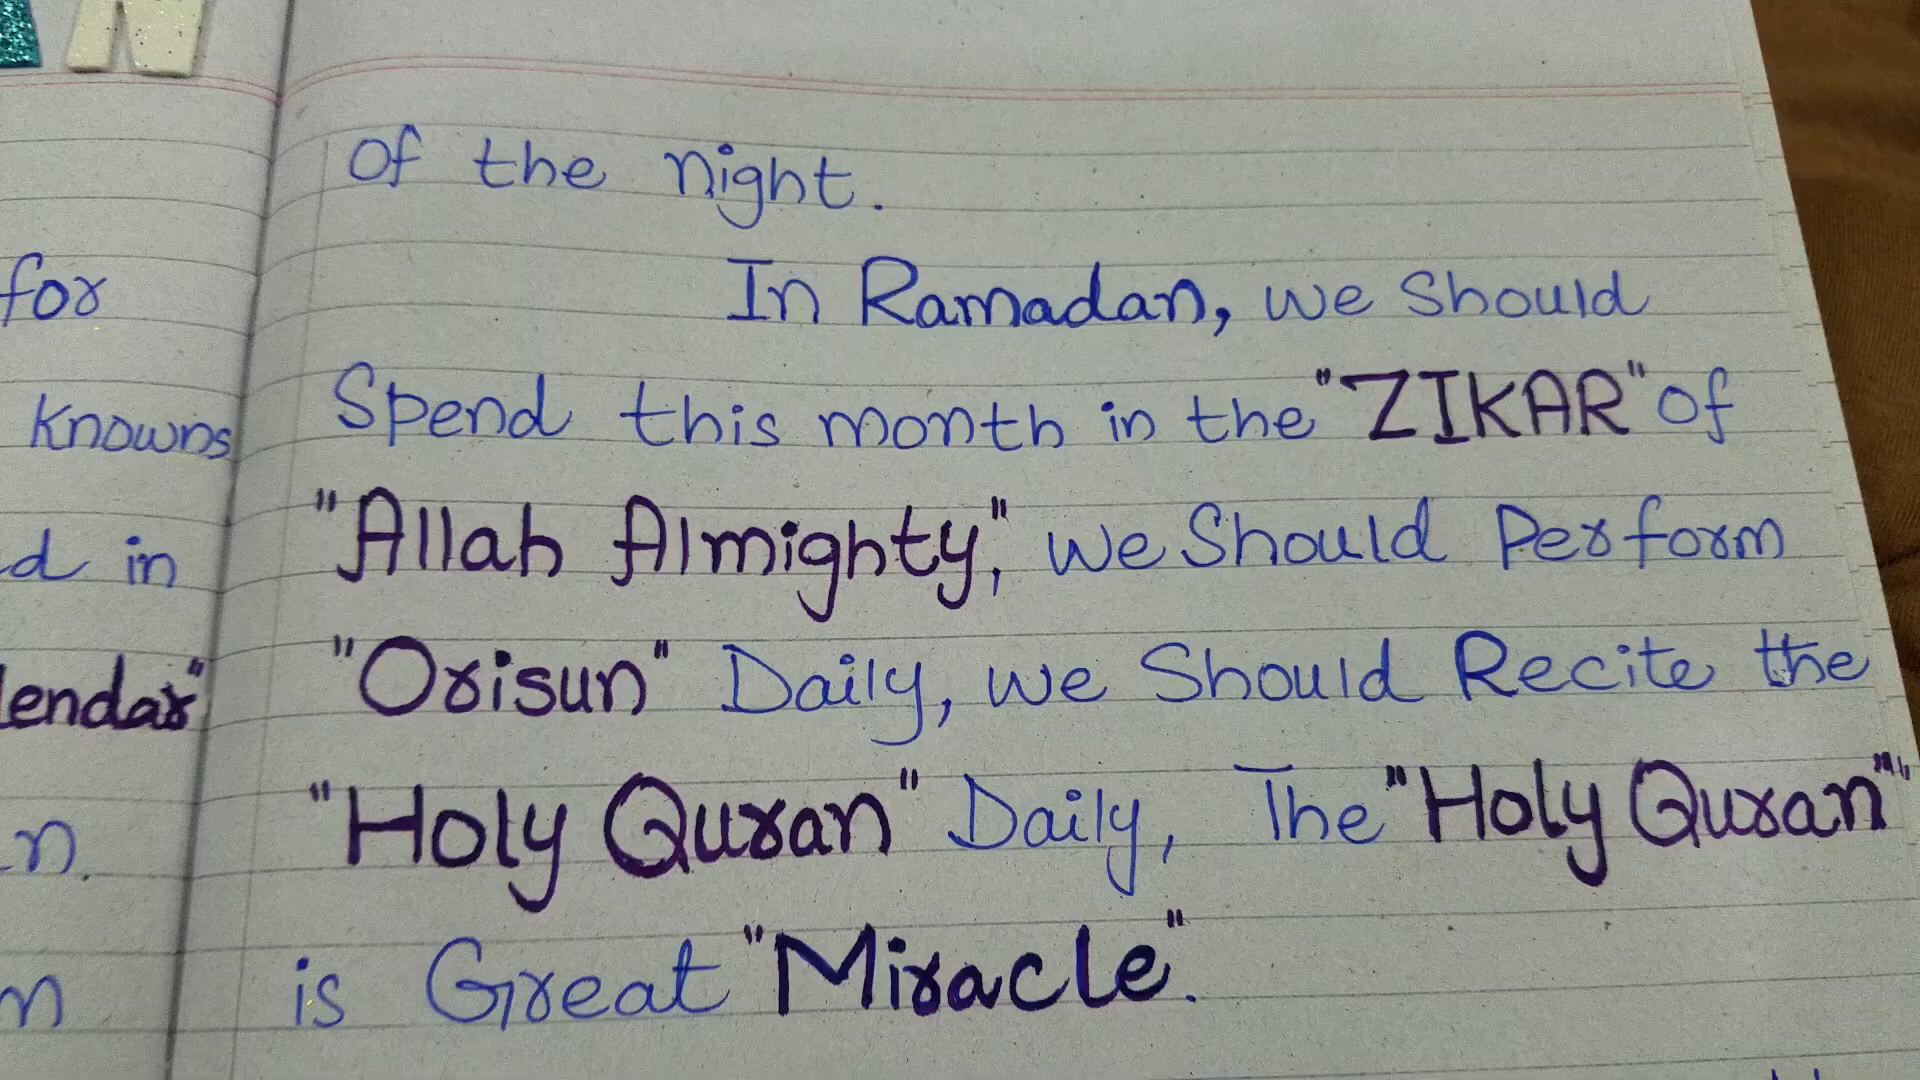 N
of the night.
In Ramadan, we should
for
Spend this month in the "ZIKAR" of
Knowns
"Allah Almighty", we should Perform
d in
"Orisun" Daily, we should Recite the
lendar"
"Holy Quran" Daily, The "Holy Quran"
n.
is Great "Miracle".
n